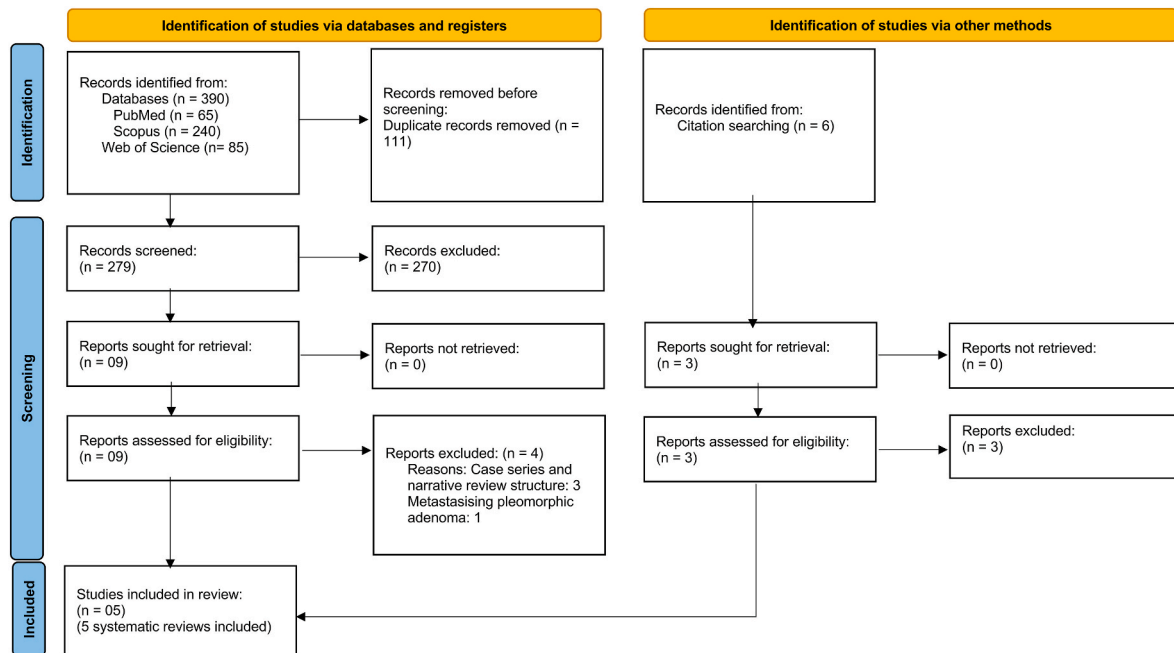 Identification of studies via databases and registers
Identification of studies via other methods
Identification
Records identified from:
Databases (n = 390)
PubMed (n = 65)
Scopus (n = 240)
Web of Science (n= 85)
Records removed before
screening:
Duplicate records removed (n =
111)
Records identified from:
Citation searching (n = 6)
Screening
Records screened:
(n = 279)
Records excluded:
(n = 270)
Reports sought for retrieval:
(n = 09)
Reports not retrieved:
(n = 0)
Reports sought for retrieval:
(n = 3)
Reports not retrieved:
(n = 0)
Reports assessed for eligibility:
(n = 09)
Reports excluded: (n = 4)
Reasons: Case series and
narrative review structure: 3
Metastasising pleomorphic
adenoma: 1
Reports assessed for eligibility:
(n = 3)
Reports excluded:
(n = 3)
Included
Studies included in review:
(n = 05)
(5 systematic reviews included)